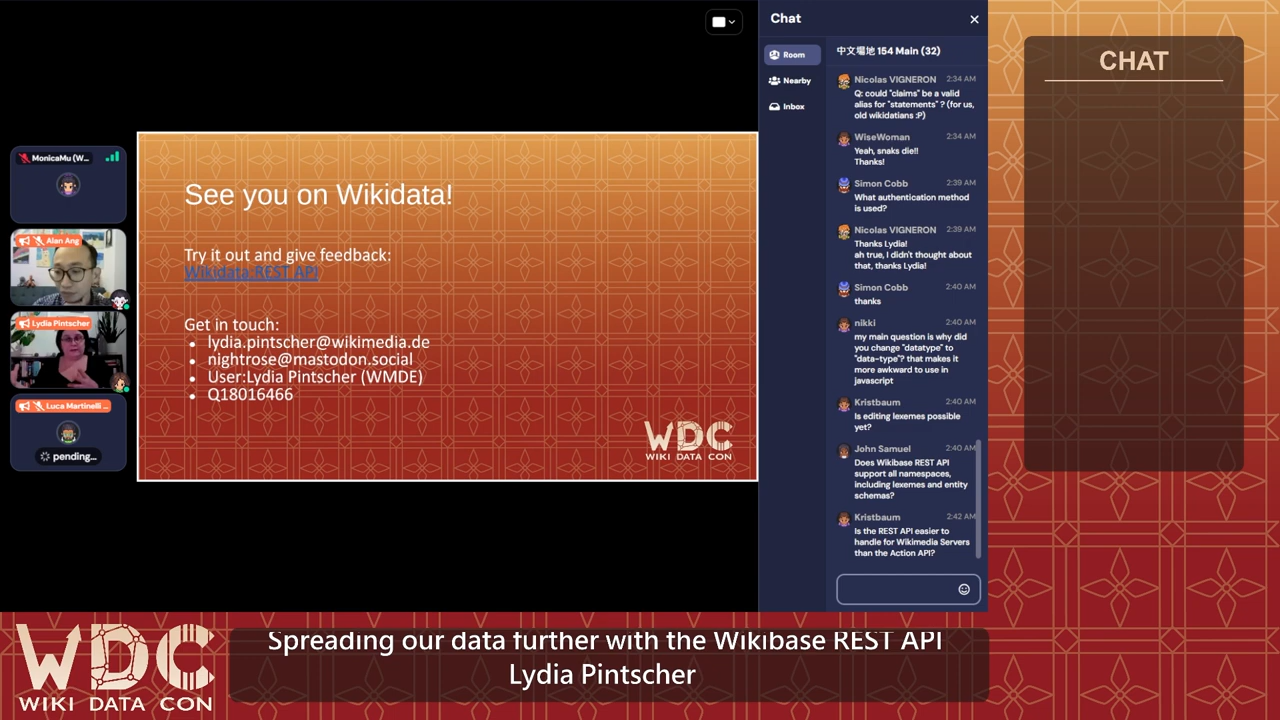 MonicaMu (W...
Alan Ang
Lydia Pintscher
Luca Martinelli ...
pending...
See you on Wikidata!
Try it out and give feedback:
Wikidata:REST API
Get in touch:
lydia.pintscher@wikimedia.de
nightrose@mastodon.social
User:Lydia Pintscher (WMDE)
Q18016466
WDC
WIKI DATA CON
Chat
Room
Nearby
Inbox
中文場地 154 Main (32)
Nicolas VIGNERON 2:34 AM
Q: could "claims" be a valid
alias for "statements" ? (for us,
old wikidatians :P)
WiseWoman 2:34 AM
Yeah, snaks die!!
Thanks!
Simon Cobb 2:39 AM
What authentication method
is used?
Nicolas VIGNERON 2:39 AM
Thanks Lydia!
ah true, I didn't thought about
that, thanks Lydia!
Simon Cobb 2:40 AM
thanks
nikki 2:40 AM
my main question is why did
you change "datatype" to
"data-type"? that makes it
more awkward to use in
javascript
Kristbaum 2:40 AM
Is editing lexemes possible
yet?
John Samuel 2:40 AM
Does Wikibase REST API
support all namespaces,
including lexemes and entity
schemas?
Kristbaum 2:42 AM
Is the REST API easier to
handle for Wikimedia Servers
than the Action API?
CHAT
WDC
WIKI DATA CON
Spreading our data further with the Wikibase REST API
Lydia Pintscher